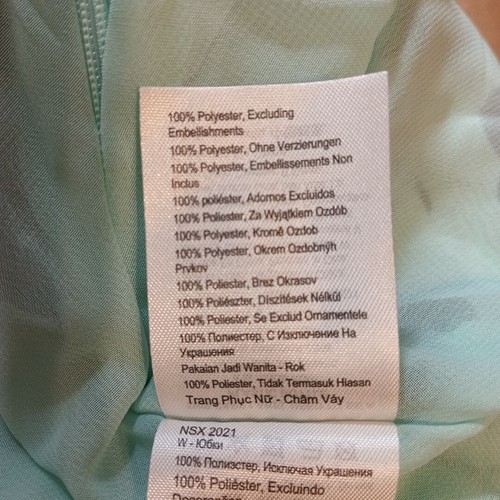 100% Polyester, Excluding
Embellishments
100% Polyester, Ohne Verzierungen
100% Polyester, Embellissements Non
Inclus
100% poliéster, Adornos Excluidos
100% Poliester, Za Wyjątkiem Ozdób
100% Polyester, Kromě Ozdob
100% Polyester, Okrem Ozdobných
Prvkov
100% Poliester, Brez Okrasov
100% Poliészter, Díszítések Nélkül
100% Poliester, Se Exclud Ornamentele
100% Полиестер, С Изключение На
Украшения
Pakaian Jadi Wanita - Rok
100% Poliester, Tidak Termasuk Hiasan
Trang Phục Nữ - Chăm Váy
NSX 2021
W - Юбки
100% Полиэстер, Исключая Украшения
100% Poliéster, Excluindo